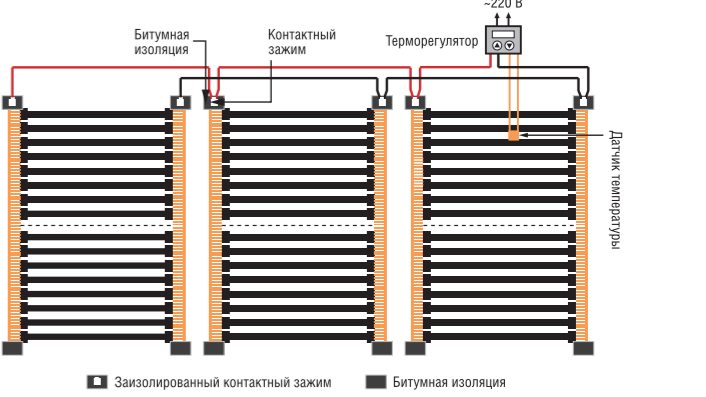 ~220 В
Битумная
изоляция
Контактный
зажим
Терморегулятор
Датчик температуры
Заизолированный контактный зажим
Битумная изоляция